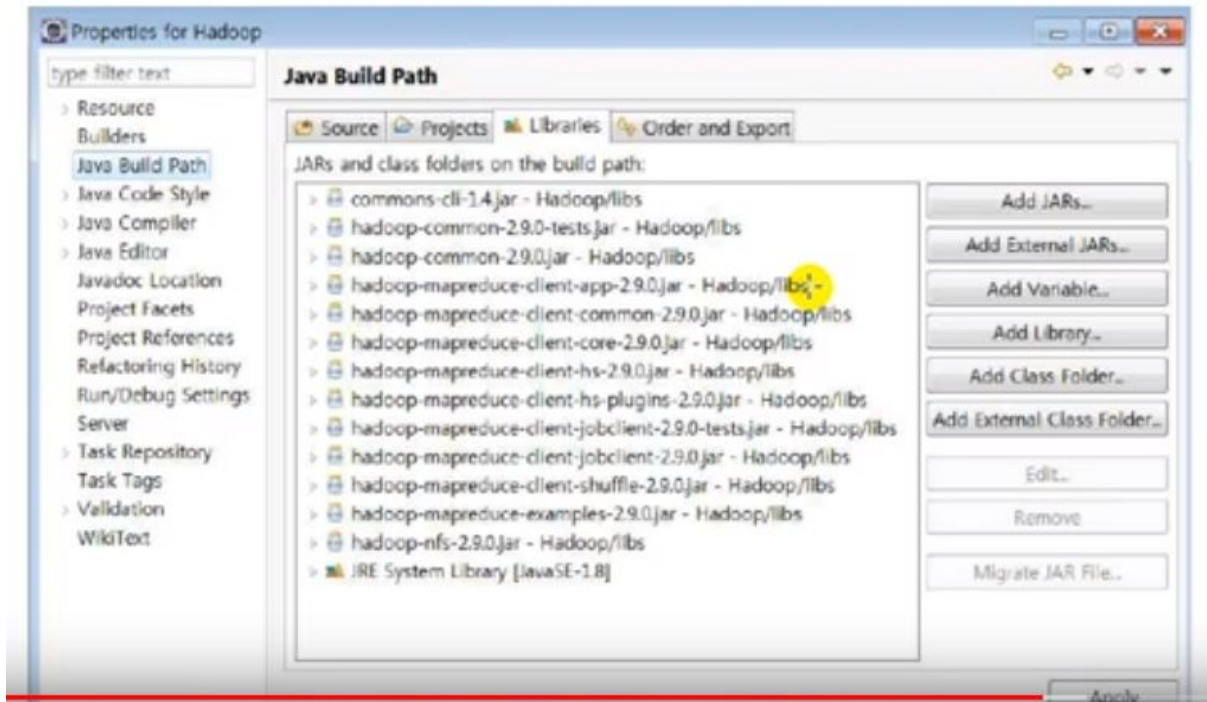 Properties for Hadoop
type filter text
Resource
Builders
Java Build Path
Java Code Style
Java Compiler
Java Editor
Javadoc Location
Project Facets
Project References
Refactoring History
Run/Debug Settings
Server
Task Repository
Task Tags
Validation
WikiText
Java Build Path
Source Projects Libraries Order and Export
JARs and class folders on the build path:
commons-cli-1.4.jar - Hadoop/libs
hadoop-common-2.9.0-tests.jar - Hadoop/libs
hadoop-common-2.9.0.jar - Hadoop/libs
hadoop-mapreduce-client-app-2.9.0.jar - Hadoop/libs
hadoop-mapreduce-client-common-2.9.0.jar - Hadoop/libs
hadoop-mapreduce-client-core-2.9.0.jar - Hadoop/libs
hadoop-mapreduce-client-hs-2.9.0.jar - Hadoop/libs
hadoop-mapreduce-client-hs-plugins-2.9.0.jar - Hadoop/libs
hadoop-mapreduce-client-jobclient-2.9.0-tests.jar - Hadoop/libs
hadoop-mapreduce-client-jobclient-2.9.0.jar - Hadoop/libs
hadoop-mapreduce-client-shuffle-2.9.0.jar - Hadoop/libs
hadoop-mapreduce-examples-2.9.0.jar - Hadoop/libs
hadoop-nfs-2.9.0.jar - Hadoop/libs
JRE System Library [JavaSE-1.8]
Add JARs...
Add External JARs...
Add Variable...
Add Library...
Add Class Folder...
Add External Class Folder...
Edit...
Remove
Migrate JAR File...
Apply